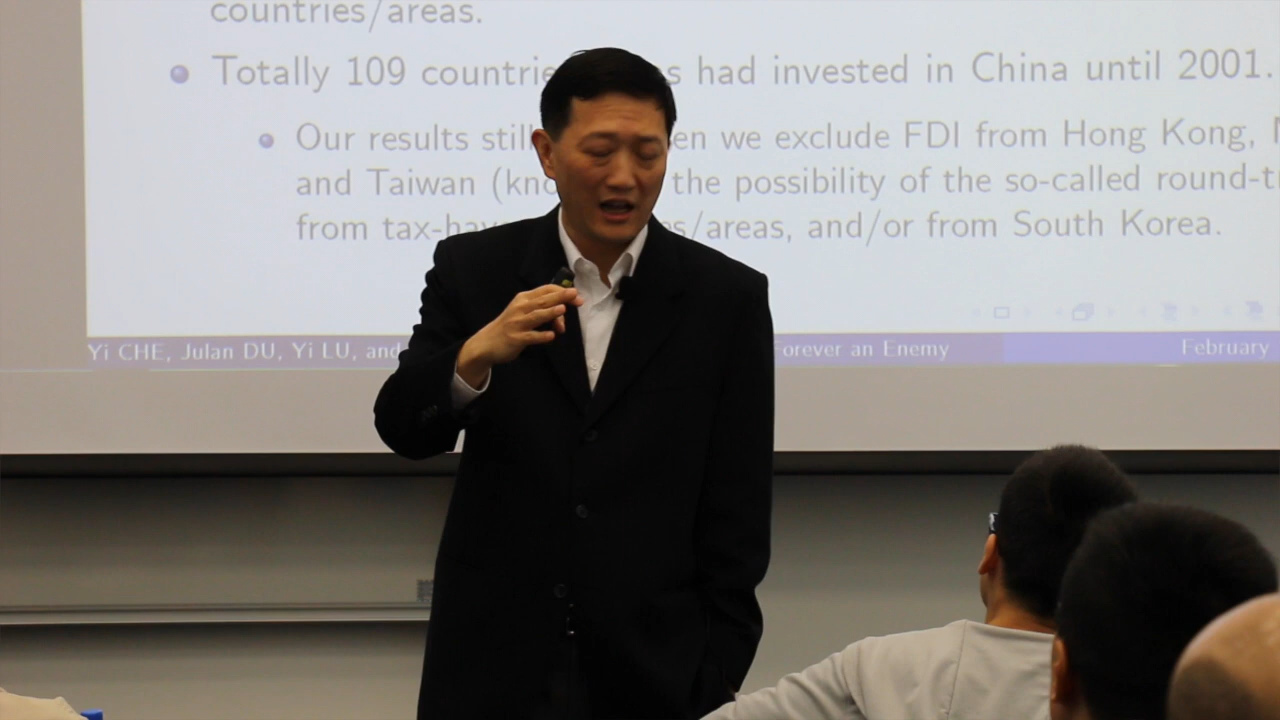 countries/areas.
Totally 109 countrie s had invested in China until 2001.
Our results still en we exclude FDI from Hong Kong,
and Taiwan (kno the possibility of the so-called round-t
from tax-hav es/areas, and/or from South Korea.
Yi CHE, Julan DU, Yi LU, and orever an Enemy February